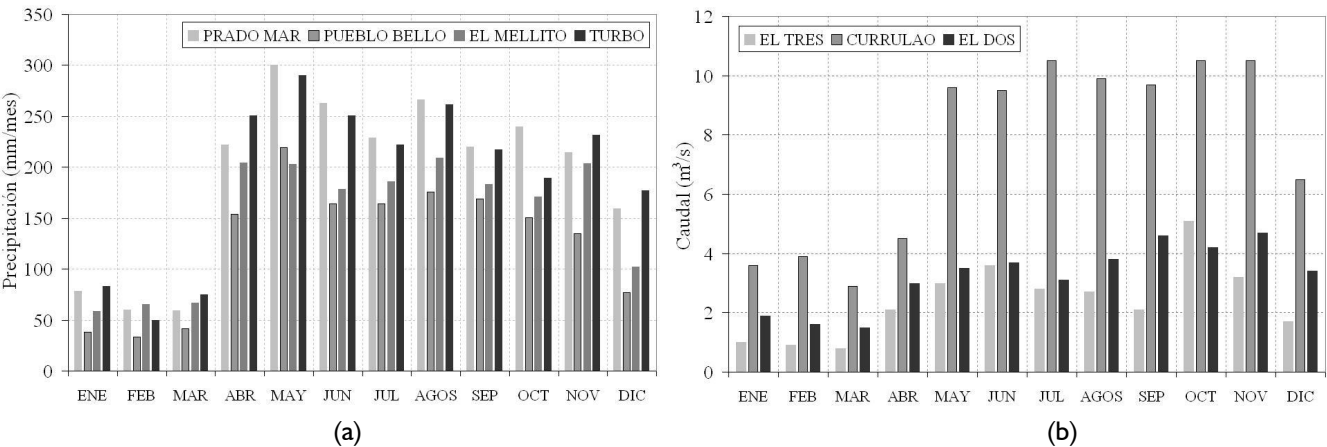 Precipitación (mm/mes)
350
300
250
200
150
100
50
0
PRADO MAR PUEBLO BELLO EL MELLITO TURBO
ENE FEB MAR ABR MAY JUN JUL AGOS SEP OCT NOV DIC
(a)
Caudal (m³/s)
12
10
8
6
4
2
0
EL TRES CURRULAO EL DOS
ENE FEB MAR ABR MAY JUN JUL AGOS SEP OCT NOV DIC
(b)